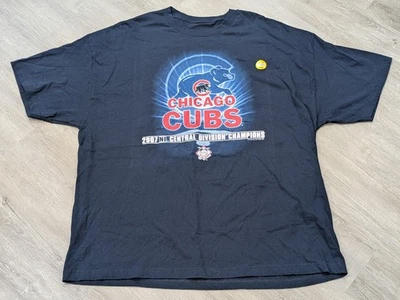 CHICAGO
CUBS
2007 NL CENTRAL DIVISION CHAMPIONS